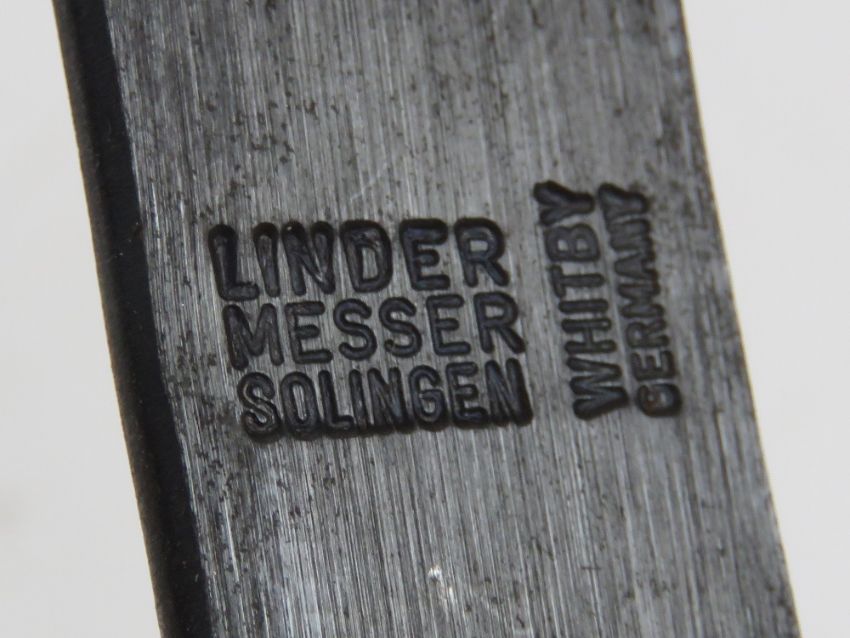 LINDER
MESSER
SOLINGEN
WHITBY
GERMANY